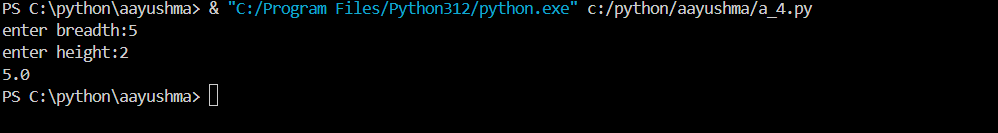 PS C:\python\aayushma> & "C:/Program Files/Python312/python.exe" c:/python/aayushma/a_4.py
enter breadth:5
enter height:2
5.0
PS C:\python\aayushma>